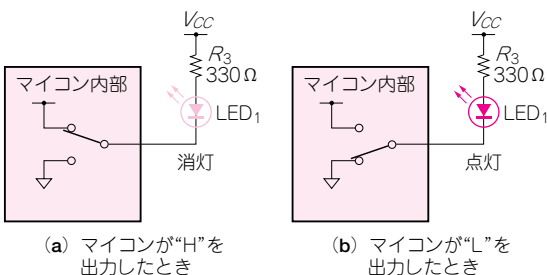 VCC
R3
330Ω
マイコン内部
LED1
消灯
(a) マイコンが“H”を
出力したとき
VCC
R3
330Ω
マイコン内部
LED1
点灯
(b) マイコンが“L”を
出力したとき